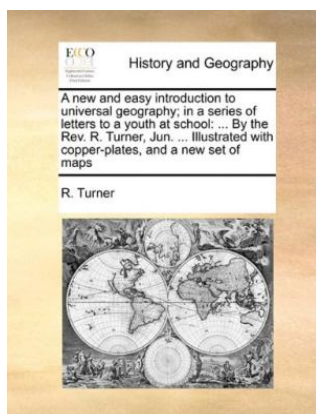 ECCO
History and Geography
A new and easy introduction to
universal geography; in a series of
letters to a youth at school: ... By the
Rev. R. Turner, Jun. ... Illustrated with
copper-plates, and a new set of
maps
R. Turner